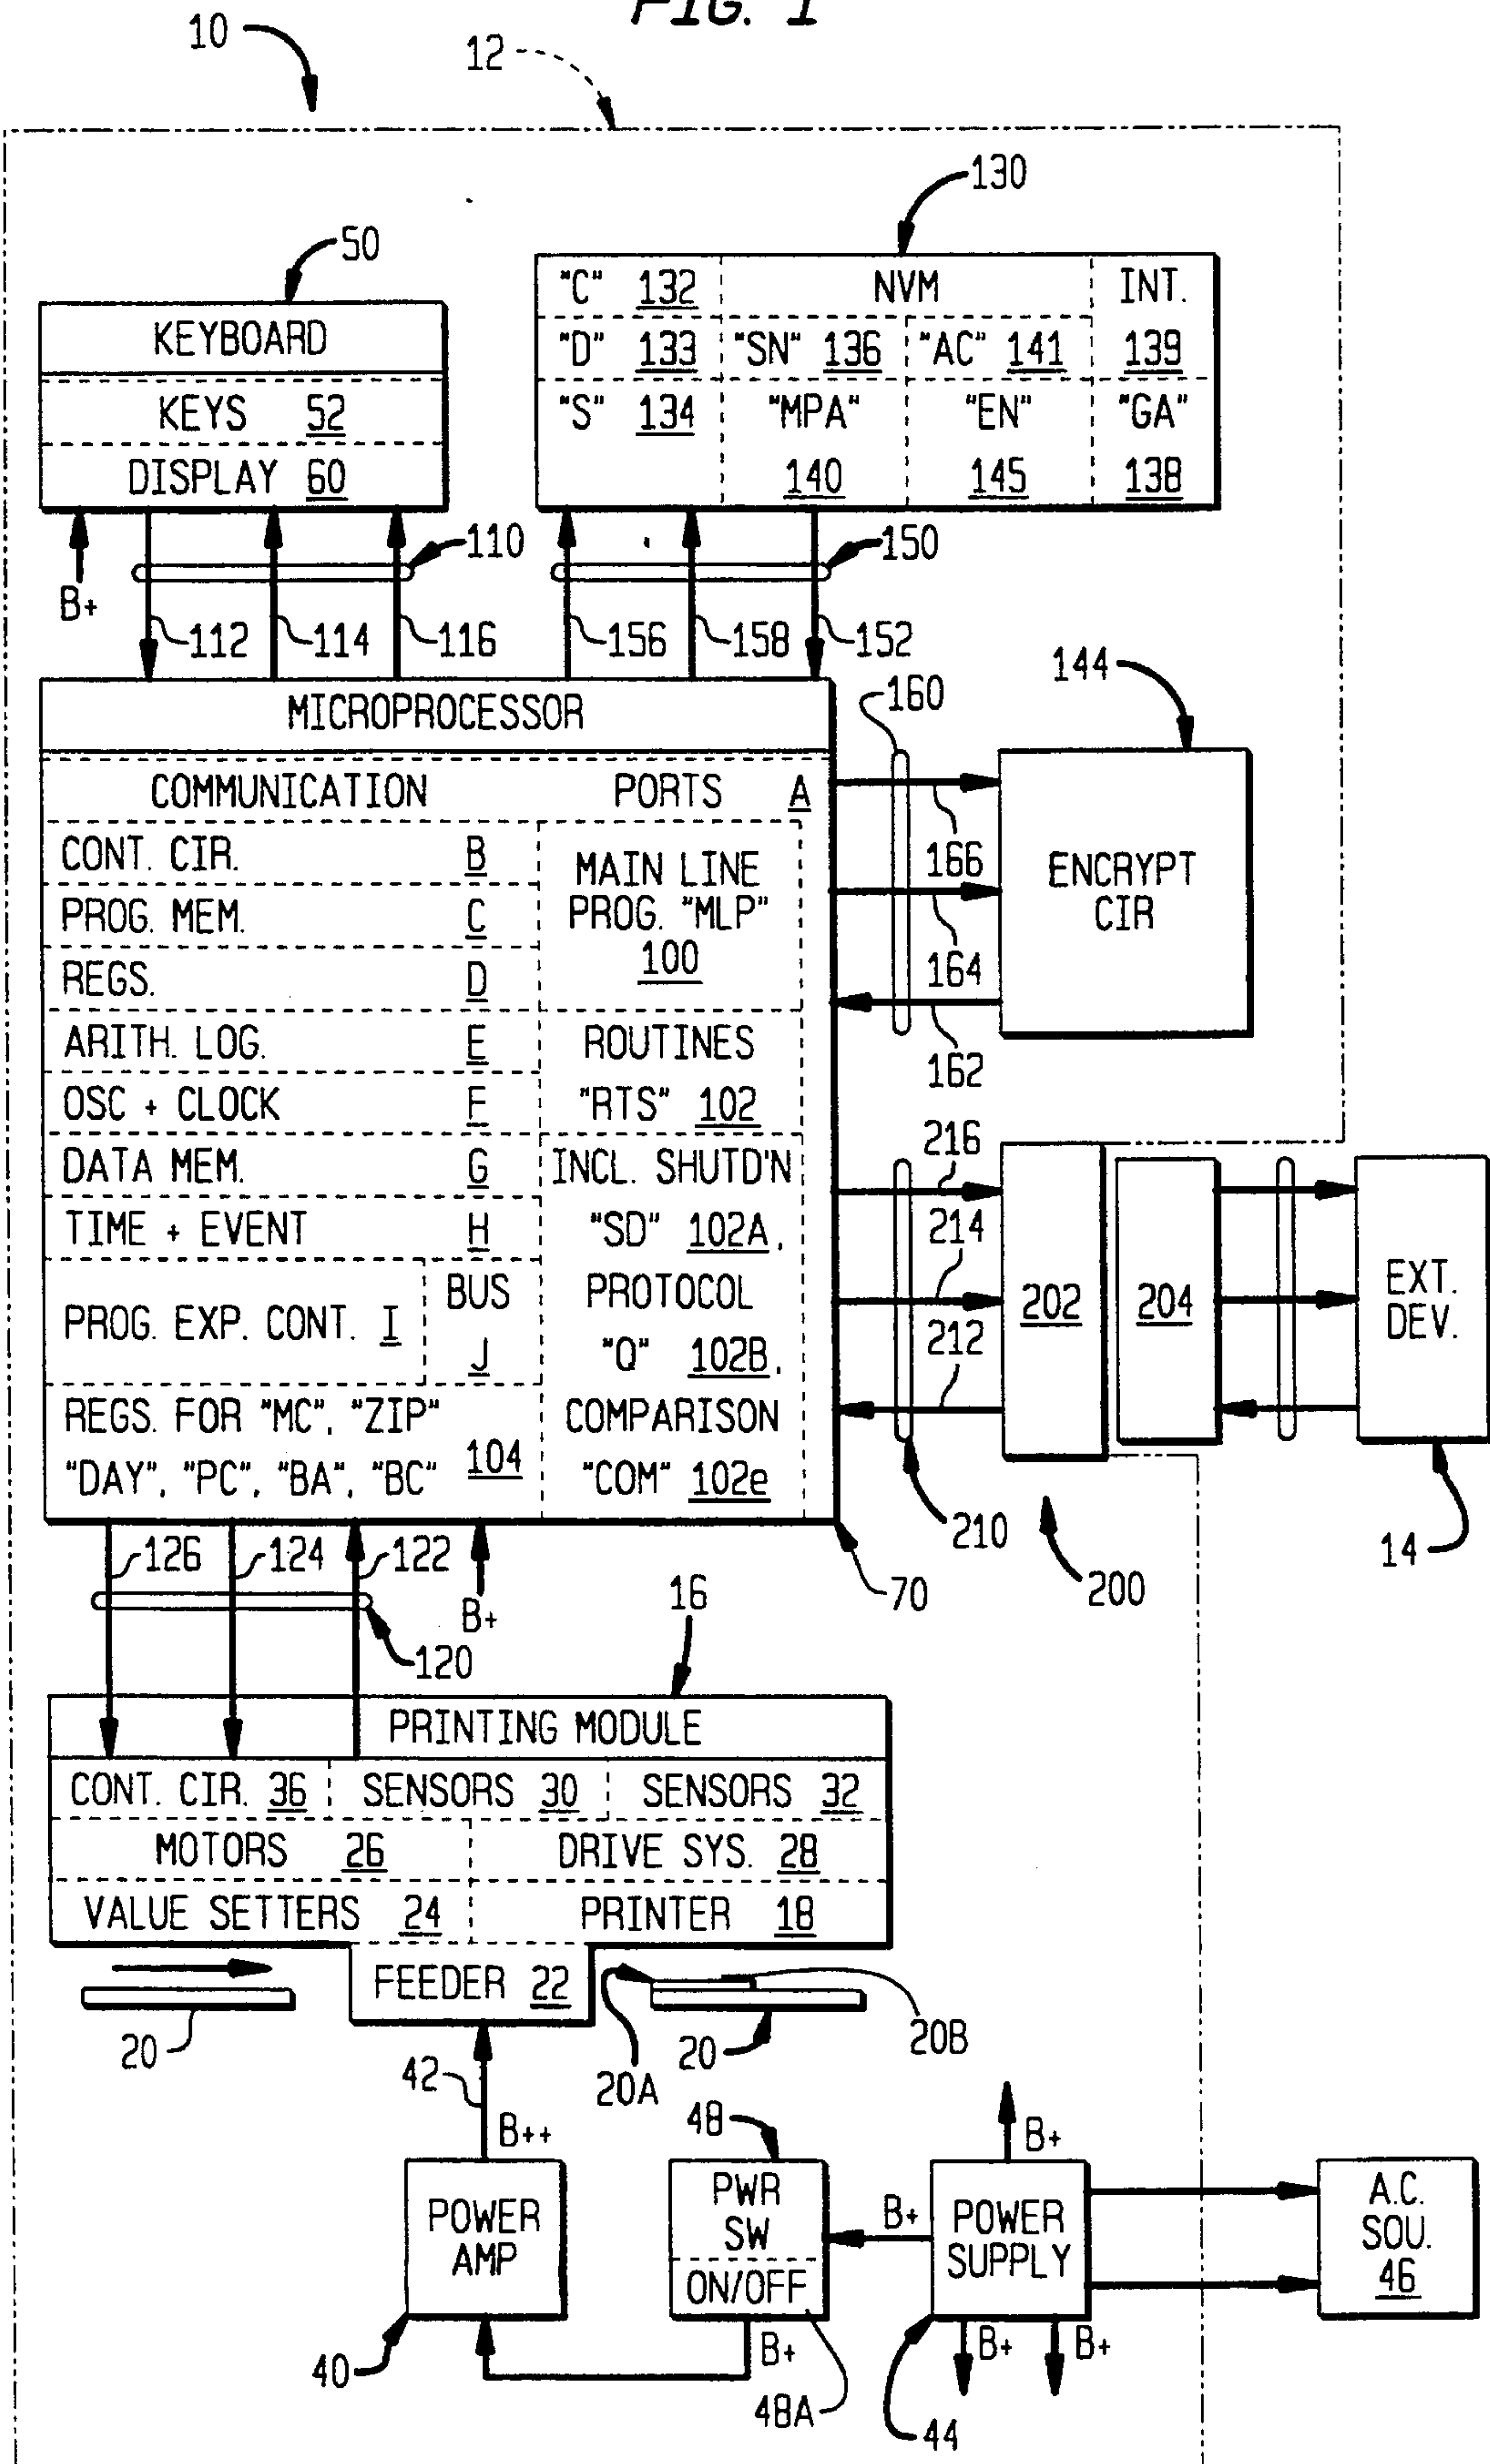 FIG. 1
10
12
130
50
KEYBOARD
KEYS 52
DISPLAY 60
"C" 132 NVM INT.
"D" 133 "SN" 136 "AC" 141 139
"S" 134 "MPA" "EN" "GA"
140 145 138
110
150
B+
112 114 116 156 158 152
144
160
MICROPROCESSOR
COMMUNICATION PORTS A
CONT. CIR. B
PROG. MEM. C
REGS. D
ARITH. LOG. E
OSC + CLOCK F
DATA MEM. G
TIME + EVENT H
PROG. EXP. CONT. I
BUS
J
REGS. FOR "MC", "ZIP"
"DAY", "PC", "BA", "BC" 104
MAIN LINE
PROG. "MLP"
100
ROUTINES
"RTS" 102
INCL. SHUTD'N
"SD" 102A,
PROTOCOL
"Q" 102B,
COMPARISON
"COM" 102e
166
164
162
ENCRYPT
CIR
216
214
212
202
204
EXT.
DEV.
210
200
14
70
126 124 122
B+
120
16
PRINTING MODULE
CONT. CIR. 36 SENSORS 30 SENSORS 32
MOTORS 26 DRIVE SYS. 28
VALUE SETTERS 24 PRINTER 18
FEEDER 22
20
20A
20
20B
42
B++
48
B+
POWER
AMP
PWR
SW
ON/OFF
B+
POWER
SUPPLY
A.C.
SOU.
46
40
B+
48A
B+
B+
44